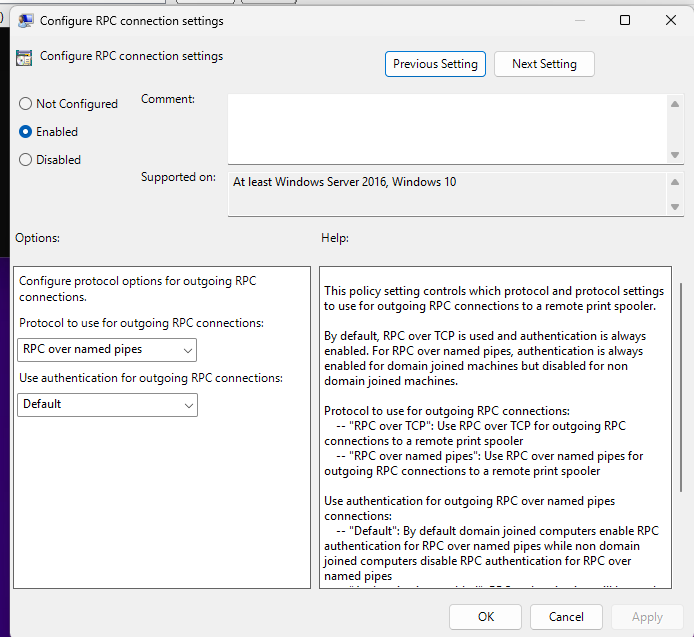 Configure RPC connection settings
Configure RPC connection settings
Previous Setting
Next Setting
Not Configured
Enabled
Disabled
Comment:
Supported on:
At least Windows Server 2016, Windows 10
Options:
Help:
Configure protocol options for outgoing RPC
connections.
Protocol to use for outgoing RPC connections:
RPC over named pipes
Use authentication for outgoing RPC connections:
Default
This policy setting controls which protocol and protocol settings
to use for outgoing RPC connections to a remote print spooler.
By default, RPC over TCP is used and authentication is always
enabled. For RPC over named pipes, authentication is always
enabled for domain joined machines but disabled for non
domain joined machines.
Protocol to use for outgoing RPC connections:
-- "RPC over TCP": Use RPC over TCP for outgoing RPC
connections to a remote print spooler
-- "RPC over named pipes": Use RPC over named pipes for
outgoing RPC connections to a remote print spooler
Use authentication for outgoing RPC over named pipes
connections:
-- "Default": By default domain joined computers enable RPC
authentication for RPC over named pipes while non domain
joined computers disable RPC authentication for RPC over
named pipes
OK
Cancel
Apply